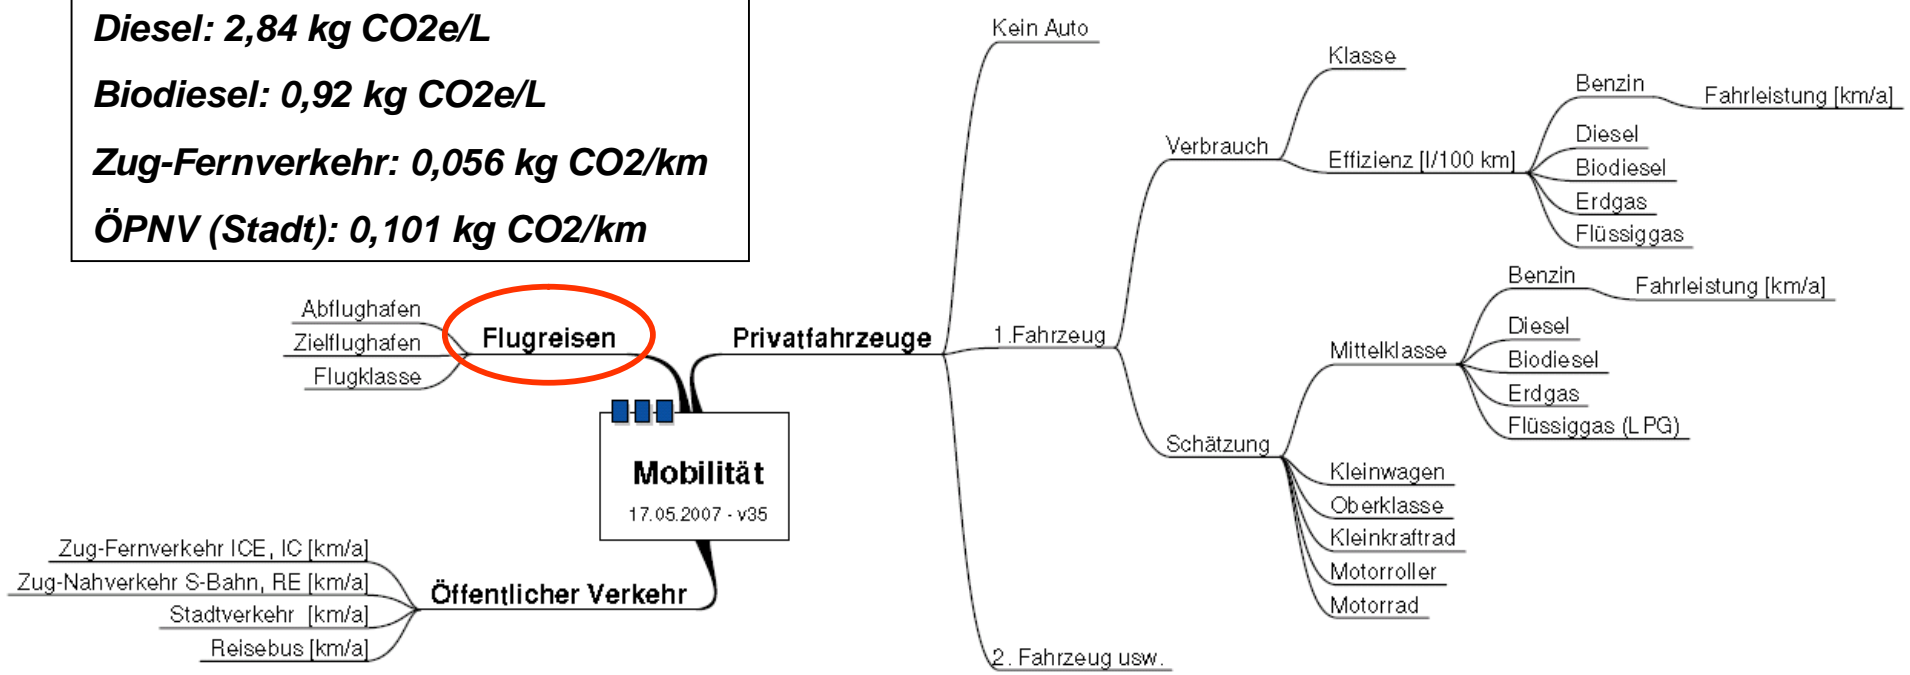 Diesel: 2,84 kg CO2e/L
Biodiesel: 0,92 kg CO2e/L
Zug-Fernverkehr: 0,056 kg CO2/km
ÖPNV (Stadt): 0,101 kg CO2/km
Abflughafen
Zielflughafen
Flugklasse
Flugreisen
Privatfahrzeuge
Mobilität
17.05.2007 - v35
Zug-Fernverkehr ICE, IC [km/a]
Zug-Nahverkehr S-Bahn, RE [km/a]
Stadtverkehr [km/a]
Reisebus [km/a]
Öffentlicher Verkehr
Kein Auto
1.Fahrzeug
2. Fahrzeug usw.
Verbrauch
Klasse
Effizienz [l/100 km]
Benzin
Fahrleistung [km/a]
Diesel
Biodiesel
Erdgas
Flüssiggas
Schätzung
Mittelklasse
Benzin
Fahrleistung [km/a]
Diesel
Biodiesel
Erdgas
Flüssiggas (LPG)
Kleinwagen
Oberklasse
Kleinkraftrad
Motorroller
Motorrad